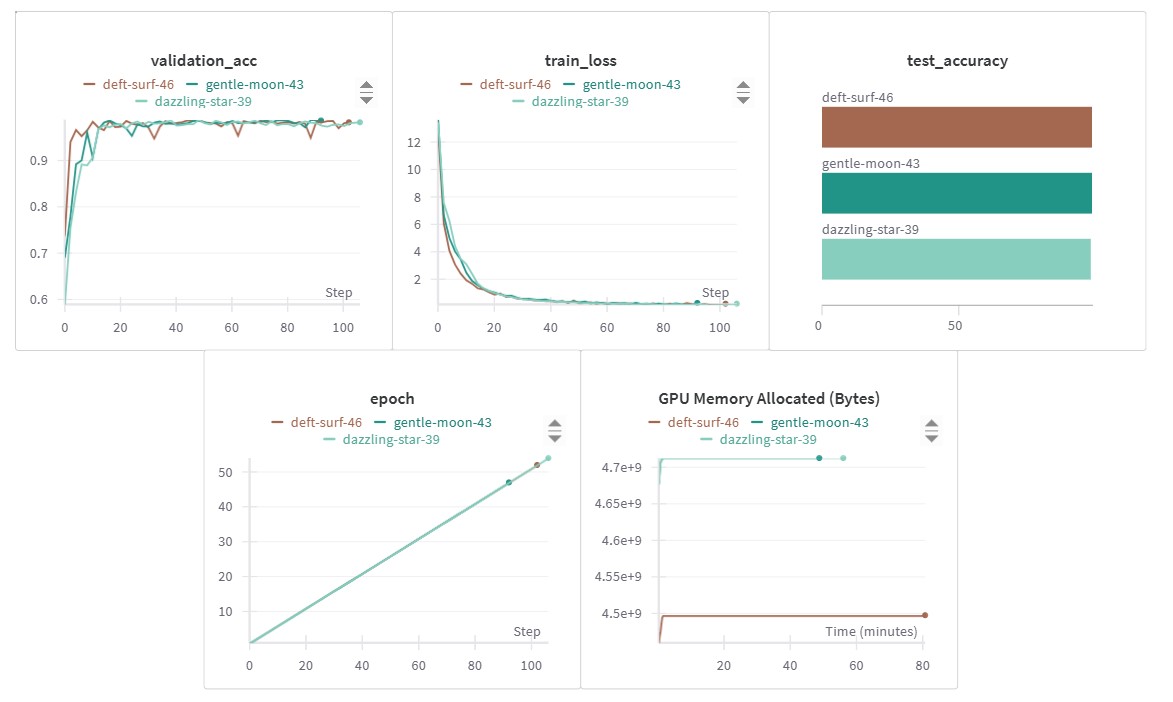 validation_acc
deft-surf-46 gentle-moon-43
dazzling-star-39
0.9
0.8
0.7
0.6
Step
0 20 40 60 80 100
train_loss
deft-surf-46 gentle-moon-43
dazzling-star-39
12
10
8
6
4
2
Step
0 20 40 60 80 100
test_accuracy
deft-surf-46
gentle-moon-43
dazzling-star-39
0 50
epoch
deft-surf-46 gentle-moon-43
dazzling-star-39
50
40
30
20
10
Step
0 20 40 60 80 100
GPU Memory Allocated (Bytes)
deft-surf-46 gentle-moon-43
dazzling-star-39
4.7e+9
4.65e+9
4.6e+9
4.55e+9
4.5e+9
Time (minutes)
20 40 60 80